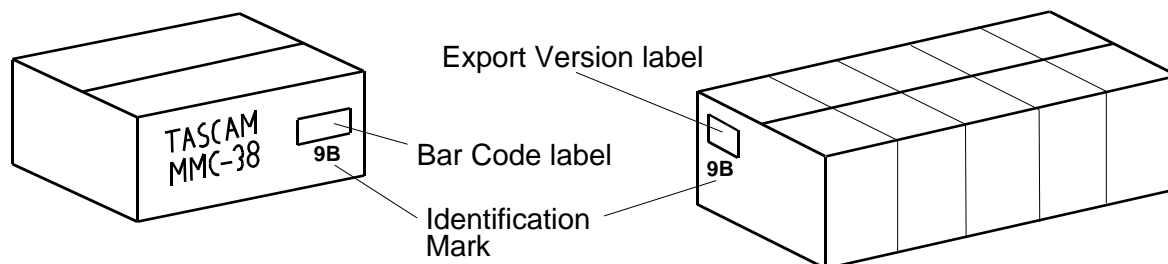 TASCAM
MMC-38
9B
Export Version label
Bar Code label
Identification
Mark
9B